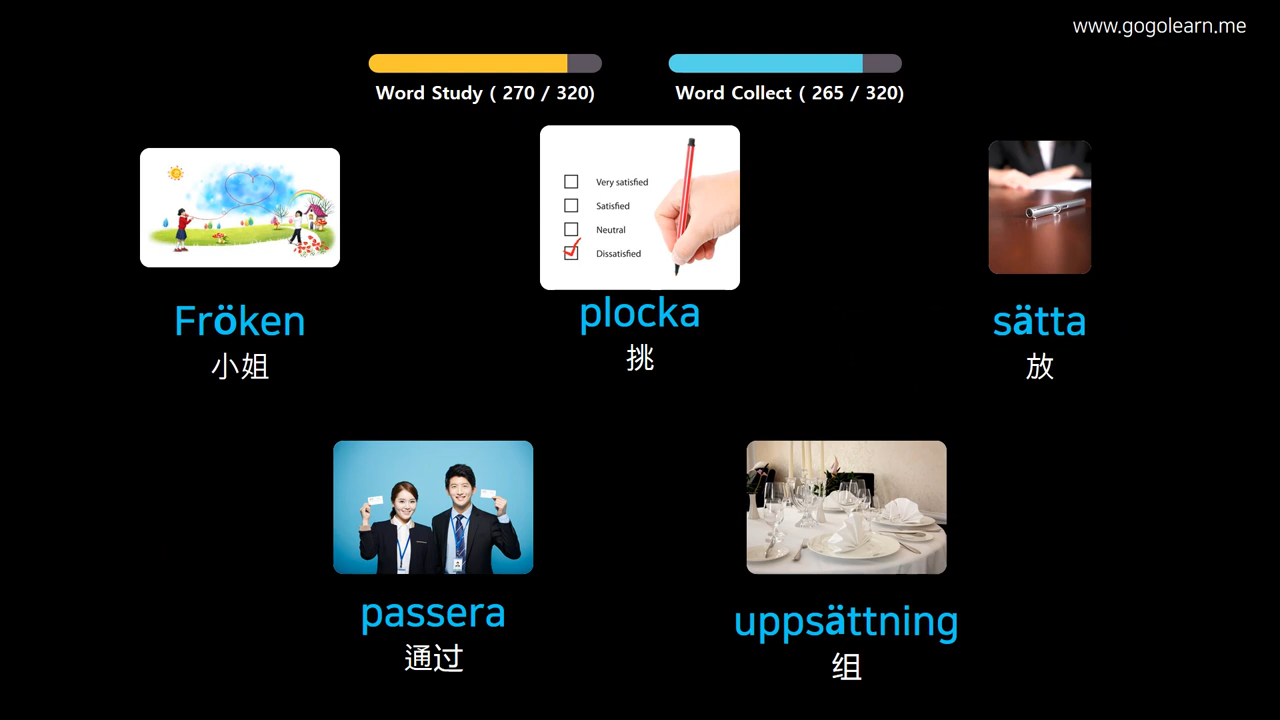 www.gogolearn.me
Word Study ( 270 / 320)
Word Collect ( 265 / 320)
Very satisfied
Satisfied
Neutral
Dissatisfied
Fröken
小姐
plocka
挑
sätta
放
passera
通过
uppsättning
组